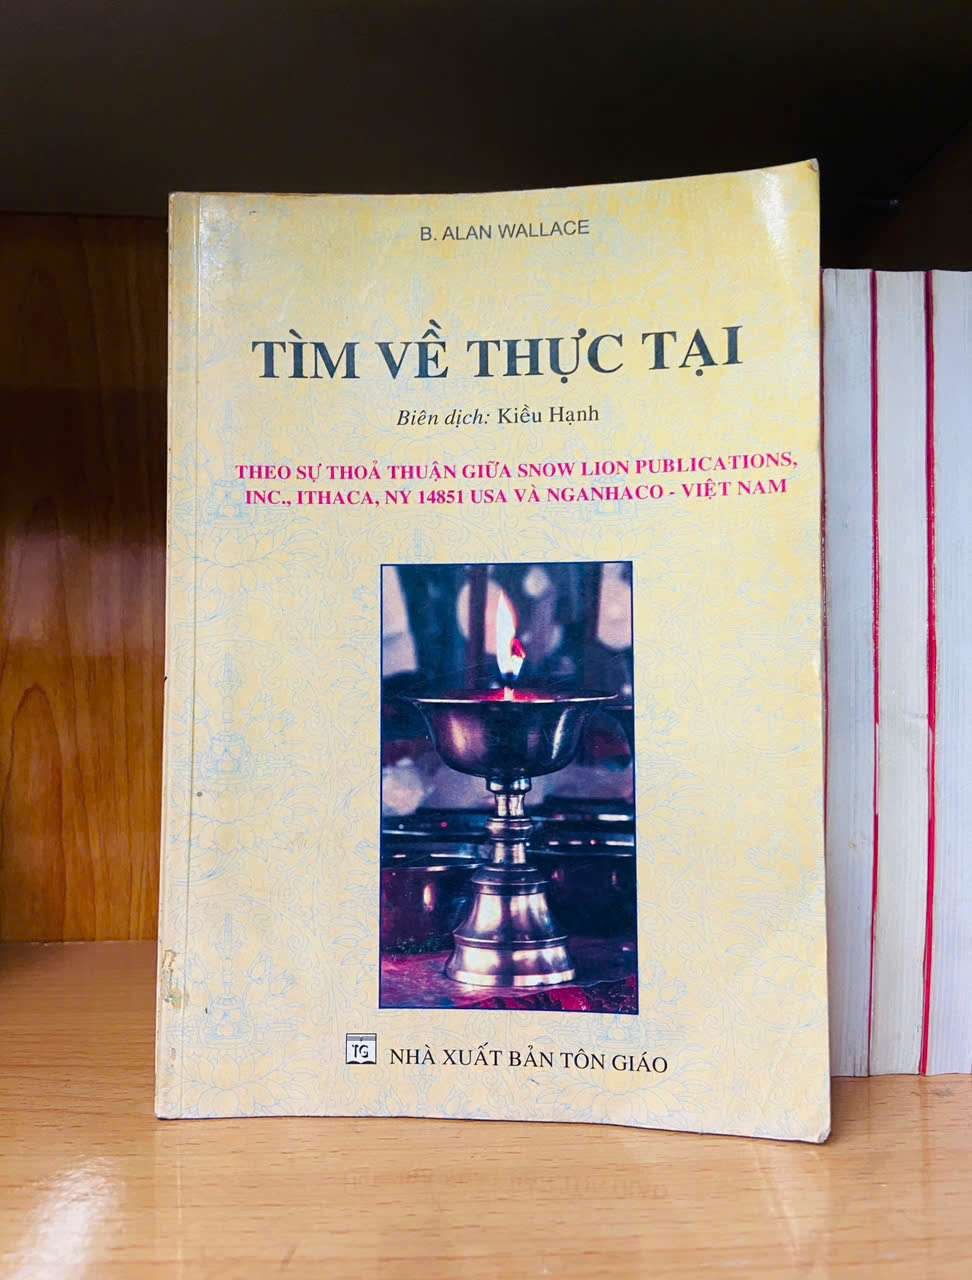 B. ALAN WALLACE
TÌM VỀ THỰC TẠI
Biên dịch: Kiều Hạnh
THEO SỰ THOẢ THUẬN GIỮA SNOW LION PUBLICATIONS,
INC., ITHACA, NY 14851 USA VÀ NGANHACO - VIỆT NAM
TG
NHÀ XUẤT BẢN TÔN GIÁO